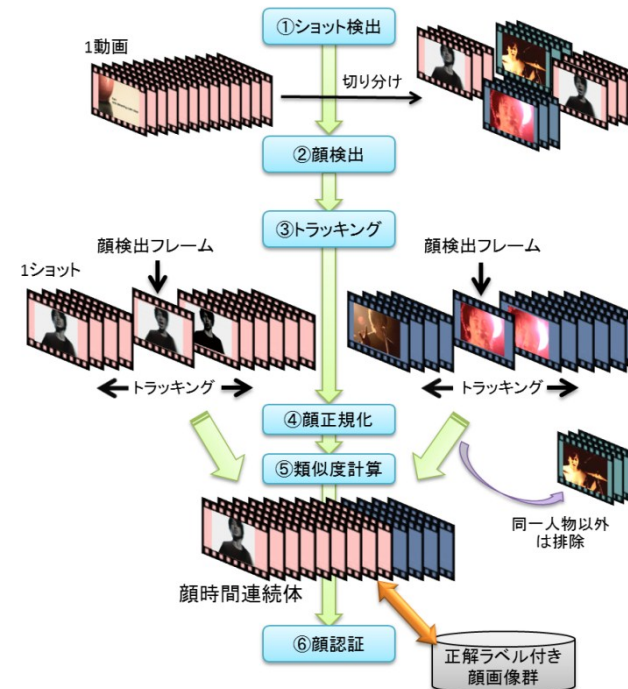 ①ショット検出
1動画
切り分け
②顔検出
③トラッキング
顔検出フレーム
顔検出フレーム
1ショット
トラッキング
トラッキング
④顔正規化
⑤類似度計算
同一人物以外
は排除
顔時間連続体
⑥顔認証
正解ラベル付き
顔画像群